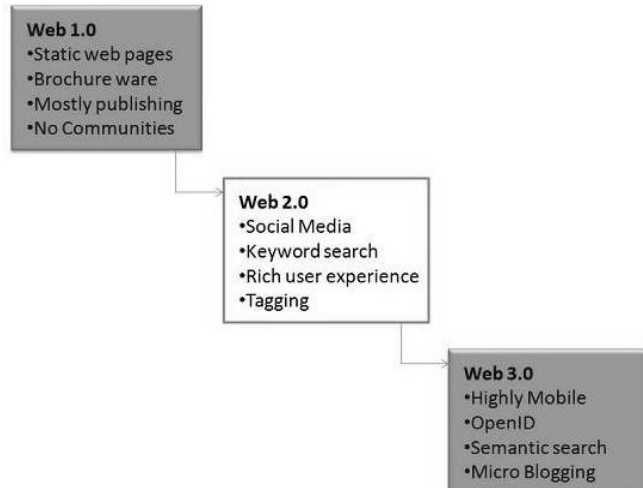 Web 1.0
•Static web pages
•Brochure ware
•Mostly publishing
•No Communities
Web 2.0
•Social Media
•Keyword search
•Rich user experience
•Tagging
Web 3.0
•Highly Mobile
•OpenID
•Semantic search
•Micro Blogging